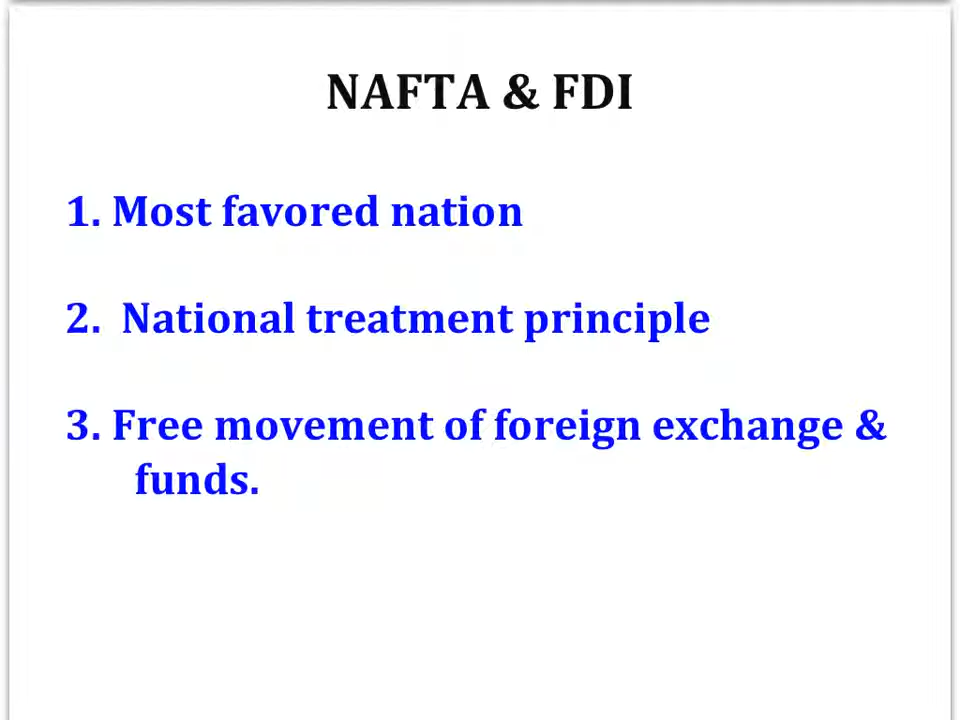 NAFTA & FDI
1. Most favored nation
2. National treatment principle
3. Free movement of foreign exchange &
funds.